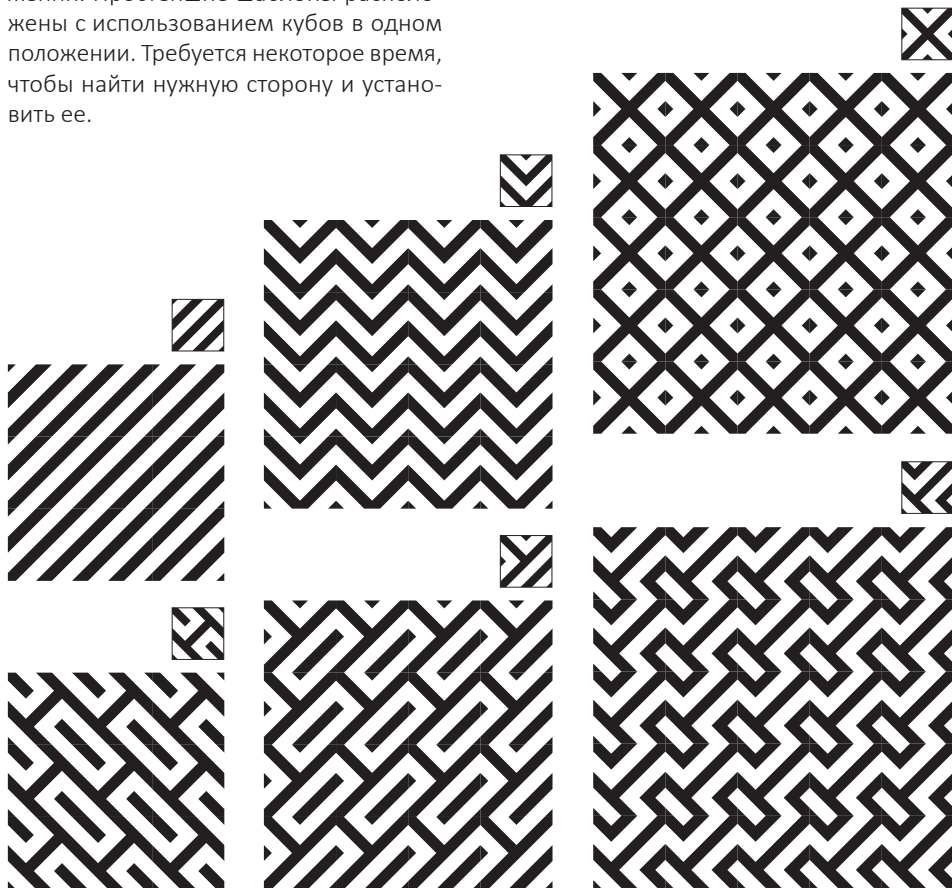 жены с использованием кубов в одном
положении. Требуется некоторое время,
чтобы найти нужную сторону и устано-
вить ее.